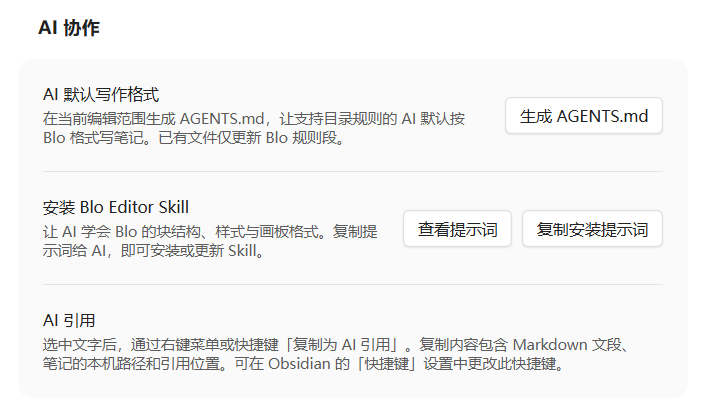 AI 协作
AI 默认写作格式
在当前编辑范围生成 AGENTS.md，让支持目录规则的 AI 默认按
Blo 格式写笔记。已有文件仅更新 Blo 规则段。
生成 AGENTS.md
安装 Blo Editor Skill
让 AI 学会 Blo 的块结构、样式与画板格式。复制提
示词给 AI，即可安装或更新 Skill。
查看提示词
复制安装提示词
AI 引用
选中文字后，通过右键菜单或快捷键「复制为 AI 引用」。复制内容包含 Markdown 文段、
笔记的本机路径和引用位置。可在 Obsidian 的「快捷键」设置中更改此快捷键。